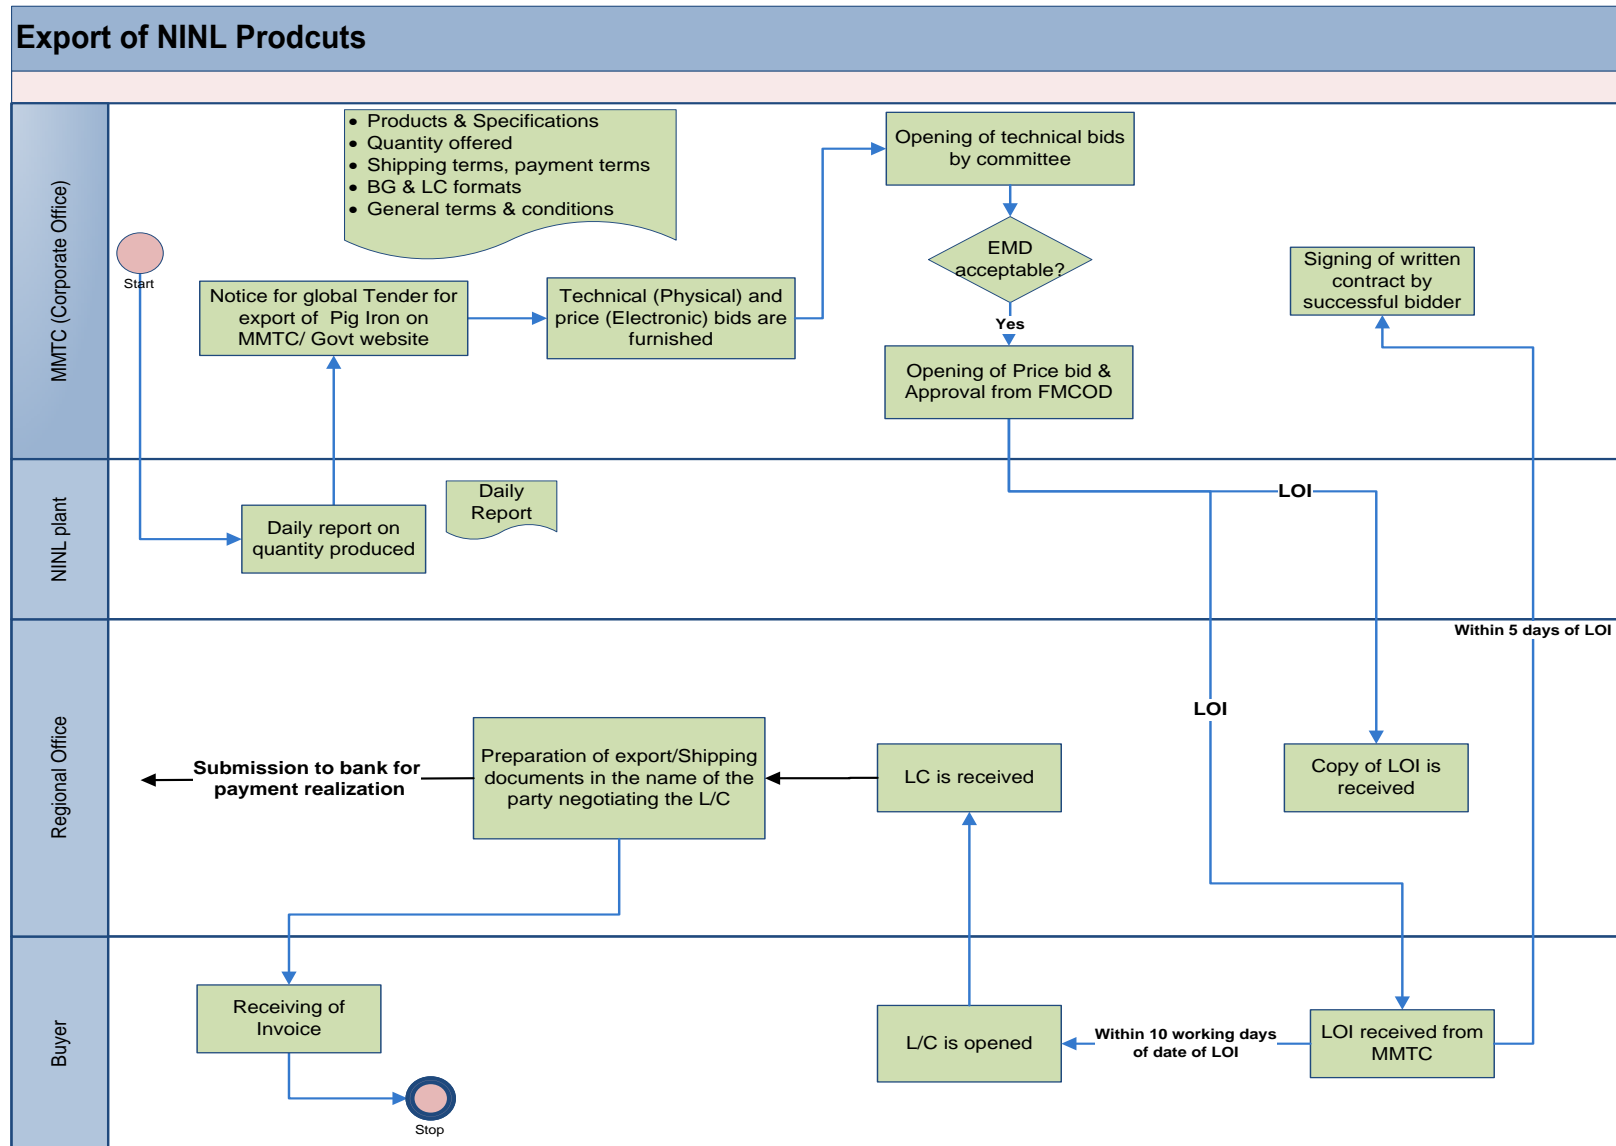 Export of NINL Prodcuts
MMTC (Corporate Office)
• Products & Specifications
• Quantity offered
• Shipping terms, payment terms
• BG & LC formats
• General terms & conditions
Opening of technical bids
by committee
Start
EMD
acceptable?
Signing of written
contract by
successful bidder
Notice for global Tender for
export of Pig Iron on
MMTC/ Govt website
Technical (Physical) and
price (Electronic) bids are
furnished
Yes
Opening of Price bid &
Approval from FMCOD
NINL plant
Daily
Report
LOI
Daily report on
quantity produced
Within 5 days of LOI
Regional Office
LOI
Submission to bank for
payment realization
Preparation of export/Shipping
documents in the name of the
party negotiating the L/C
LC is received
Copy of LOI is
received
Buyer
Receiving of
Invoice
L/C is opened
Within 10 working days
of date of LOI
LOI received from
MMTC
Stop